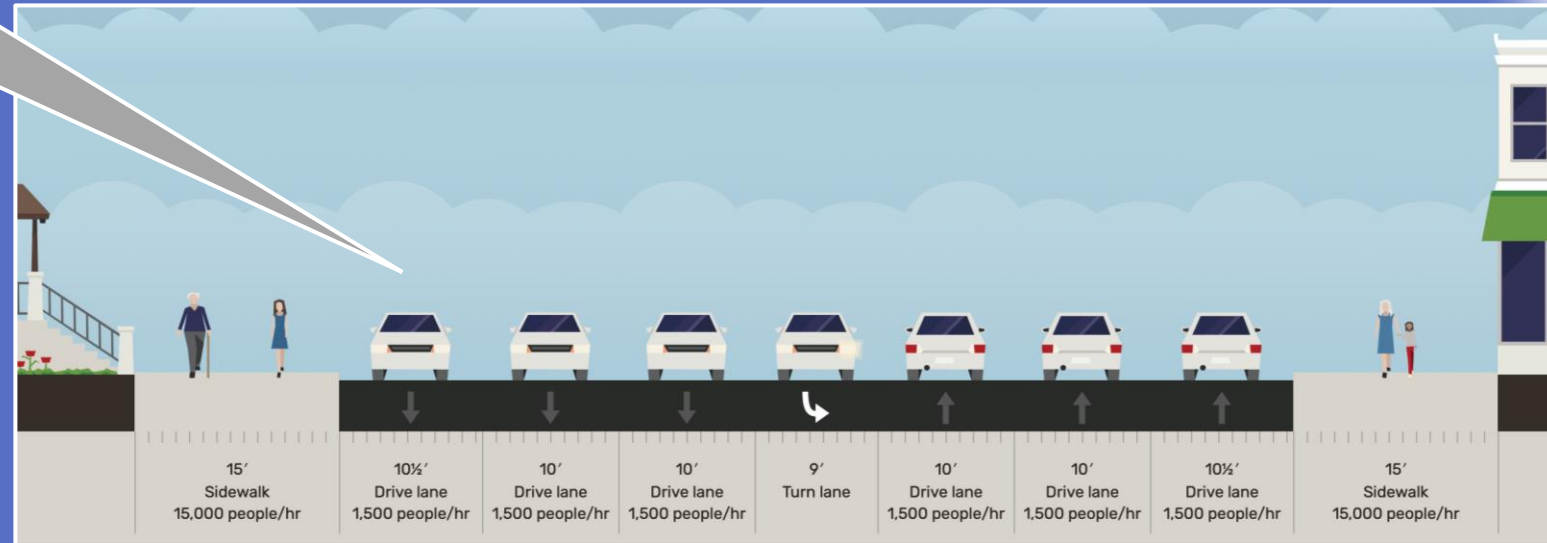 15′
Sidewalk
15,000 people/hr
10½′
Drive lane
1,500 people/hr
10′
Drive lane
1,500 people/hr
10′
Drive lane
1,500 people/hr
9′
Turn lane
10′
Drive lane
1,500 people/hr
10′
Drive lane
1,500 people/hr
10½′
Drive lane
1,500 people/hr
15′
Sidewalk
15,000 people/hr